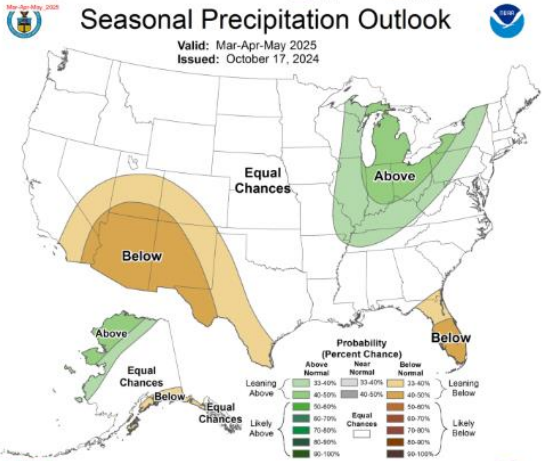 Mar-Apr-May, 2025
Seasonal Precipitation Outlook
NOAA
Valid: Mar-Apr-May 2025
Issued: October 17, 2024
Equal
Chances
Above
Below
Below
Above
Equal
Chances
Below
Equal
Chances
Probability
(Percent Chance)
Above
Normal
Near
Normal
Below
Normal
Leaning
Above
33-40%
40-50%
33-40%
40-50%
33-40%
40-50%
Leaning
Below
Likely
Above
50-60%
60-70%
70-80%
80-90%
90-100%
Equal
Chances
50-60%
60-70%
70-80%
80-90%
90-100%
Likely
Below